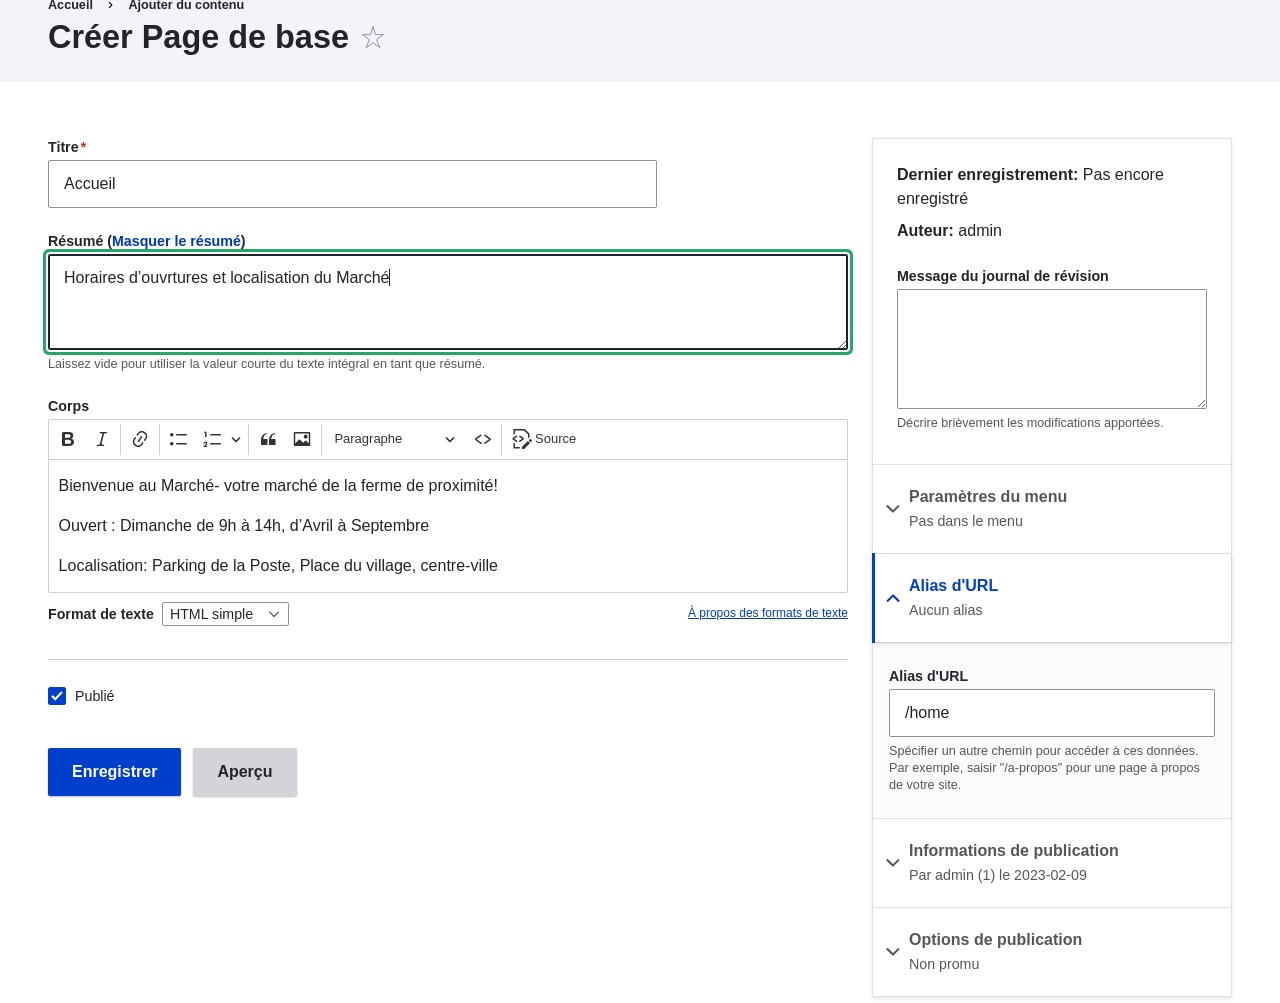 Accueil › Ajouter du contenu
Créer Page de base
Titre*
Accueil
Résumé (Masquer le résumé)
Horaires d’ouvrtures et localisation du Marché
Laissez vide pour utiliser la valeur courte du texte intégral en tant que résumé.
Corps
B I Paragraphe Source
Bienvenue au Marché- votre marché de la ferme de proximité!
Ouvert : Dimanche de 9h à 14h, d’Avril à Septembre
Localisation: Parking de la Poste, Place du village, centre-ville
Format de texte HTML simple À propos des formats de texte
Publié
Enregistrer Aperçu
Dernier enregistrement: Pas encore
enregistré
Auteur: admin
Message du journal de révision
Décrire brièvement les modifications apportées.
Paramètres du menu
Pas dans le menu
Alias d'URL
Aucun alias
Alias d'URL
/home
Spécifier un autre chemin pour accéder à ces données.
Par exemple, saisir "/a-propos" pour une page à propos
de votre site.
Informations de publication
Par admin (1) le 2023-02-09
Options de publication
Non promu